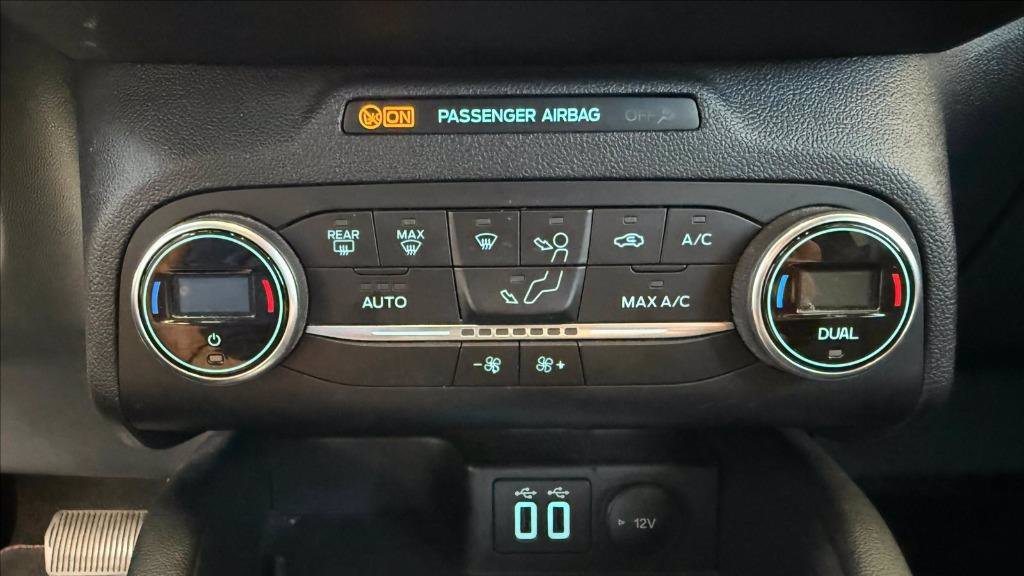 ON PASSENGER AIRBAG OFF
REAR
MAX
A/C
AUTO
MAX A/C
DUAL
12V